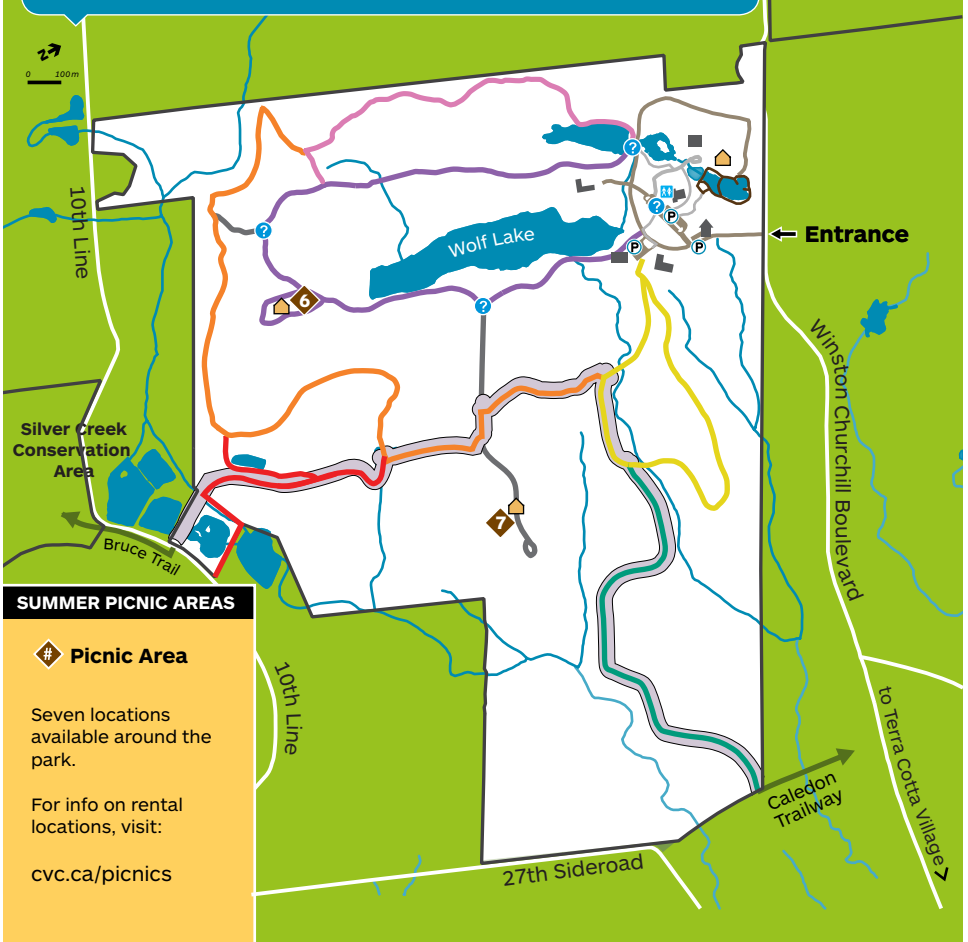 N
0 100 m
10th Line
Wolf Lake
?
?
?
?
P
P
P
Entrance
6
Winston Churchill Boulevard
Silver Creek
Conservation
Area
7
Bruce Trail
SUMMER PICNIC AREAS
# Picnic Area
Seven locations
available around the
park.
For info on rental
locations, visit:
cvc.ca/picnics
10th Line
to Terra Cotta Village
Caledon
Trailway
27th Sideroad